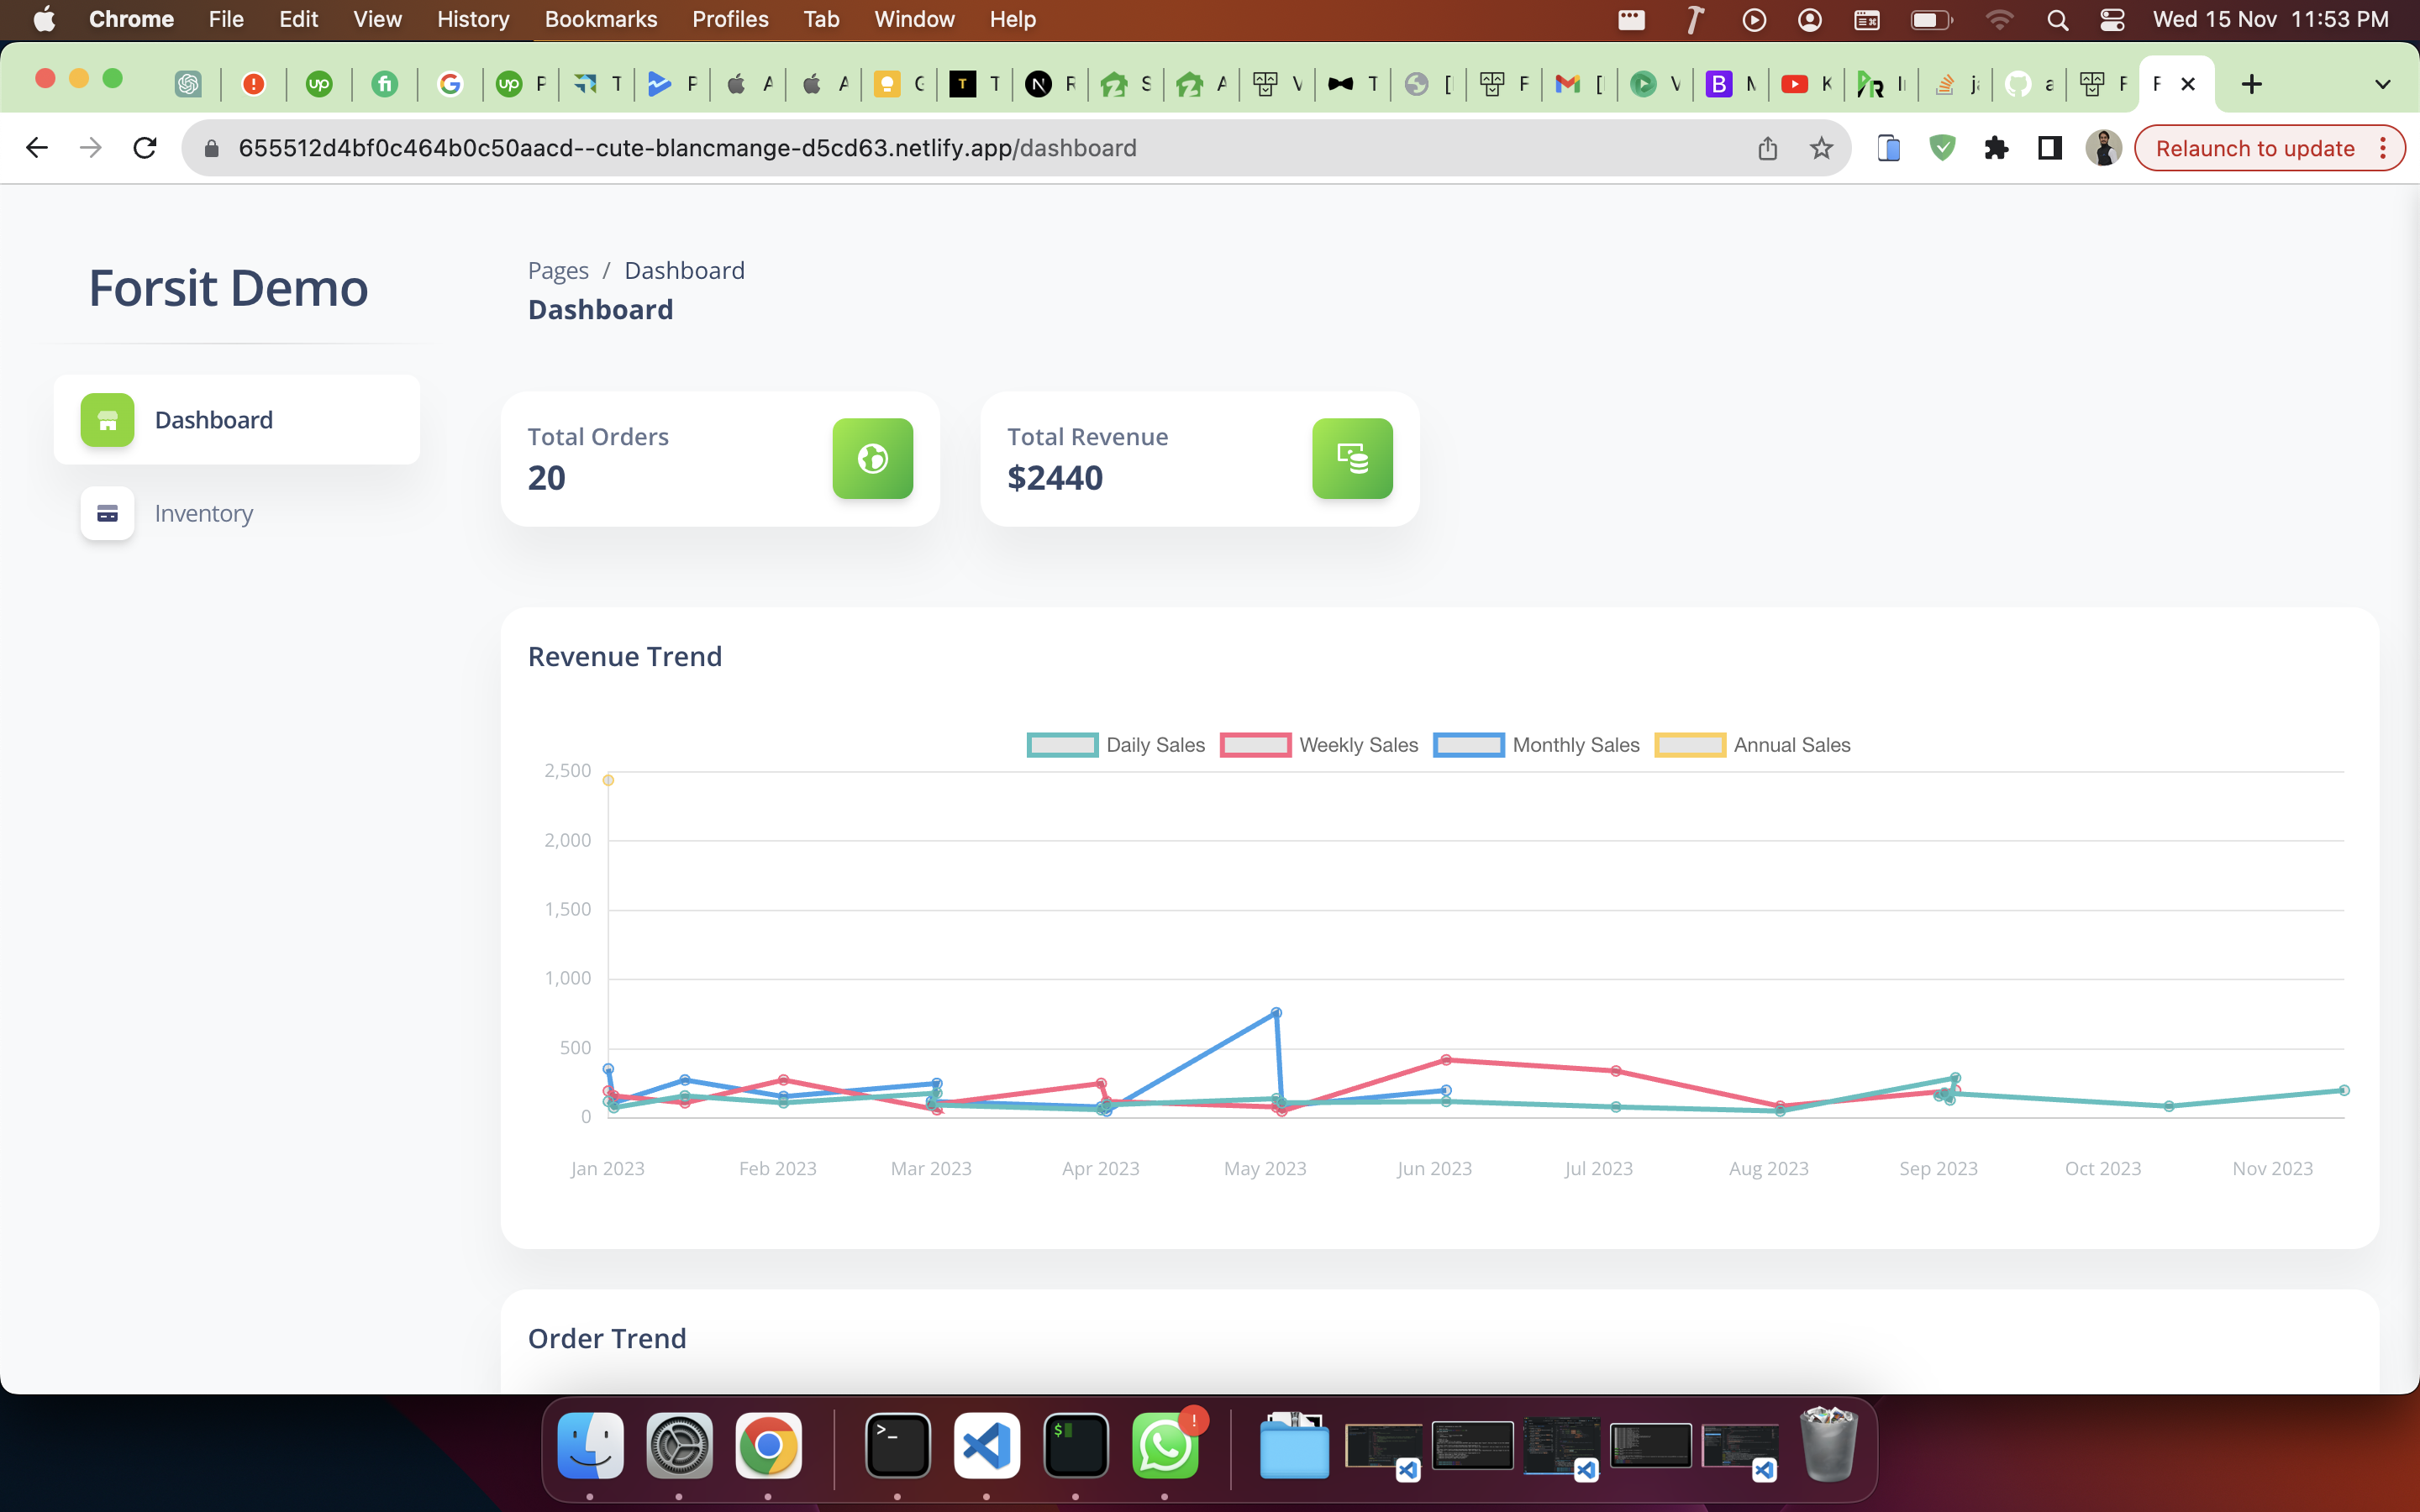 Chrome File Edit View History Bookmarks Profiles Tab Window Help Wed 15 Nov 11:53 PM
655512d4bf0c464b0c50aacd--cute-blancmange-d5cd63.netlify.app/dashboard Relaunch to update
Forsit Demo
Dashboard
Inventory
Pages / Dashboard
Dashboard
Total Orders
20
Total Revenue
$2440
Revenue Trend
Daily Sales Weekly Sales Monthly Sales Annual Sales
2,500
2,000
1,500
1,000
500
0
Jan 2023 Feb 2023 Mar 2023 Apr 2023 May 2023 Jun 2023 Jul 2023 Aug 2023 Sep 2023 Oct 2023 Nov 2023
Order Trend